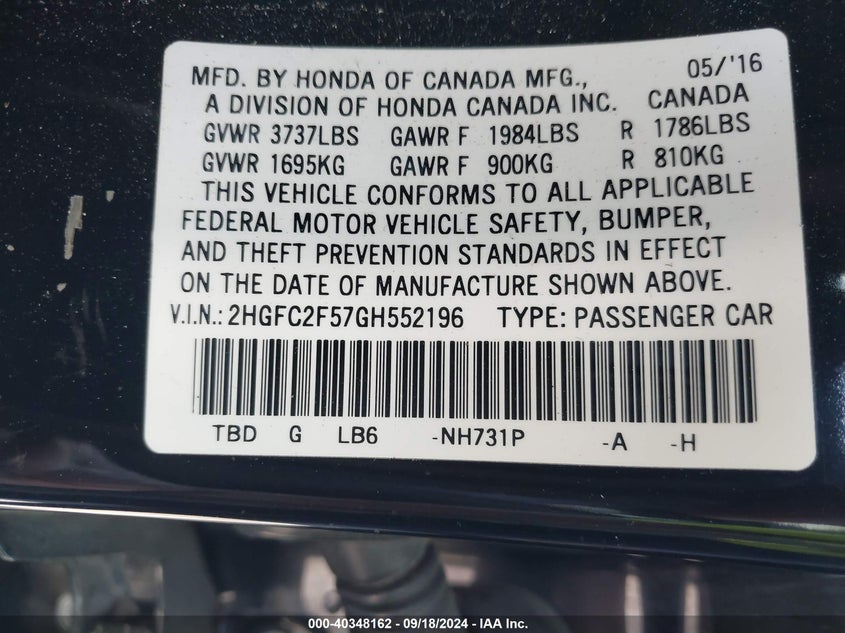 MFD. BY HONDA OF CANADA MFG., 05/'16
A DIVISION OF HONDA CANADA INC. CANADA
GVWR 3737LBS GAWR F 1984LBS R 1786LBS
GVWR 1695KG GAWR F 900KG R 810KG
THIS VEHICLE CONFORMS TO ALL APPLICABLE
FEDERAL MOTOR VEHICLE SAFETY, BUMPER,
AND THEFT PREVENTION STANDARDS IN EFFECT
ON THE DATE OF MANUFACTURE SHOWN ABOVE.
V.I.N.: 2HGFC2F57GH552196 TYPE: PASSENGER CAR
TBD G LB6 -NH731P -A -H
000-40348162 - 09/18/2024 - IAA Inc.